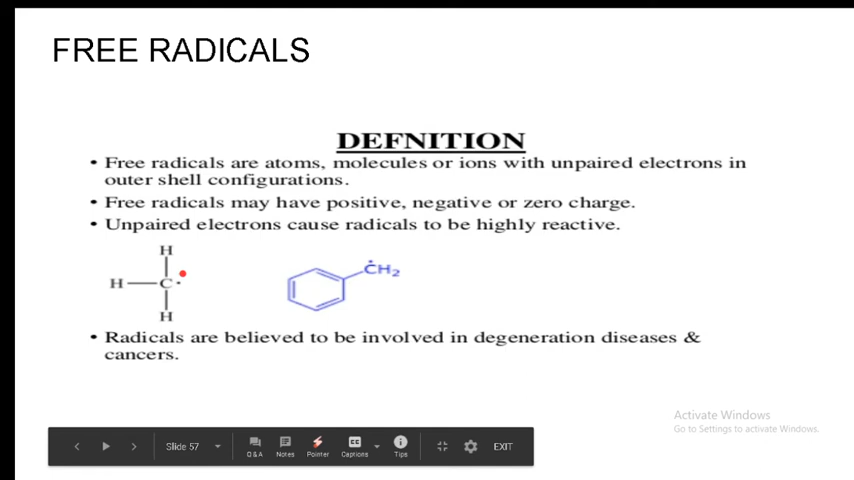 FREE RADICALS
DEFNITION
• Free radicals are atoms, molecules or ions with unpaired electrons in
outer shell configurations.
• Free radicals may have positive, negative or zero charge.
• Unpaired electrons cause radicals to be highly reactive.
H
H C·
H
ĊH2
• Radicals are believed to be involved in degeneration diseases &
cancers.
Activate Windows
Go to Settings to activate Windows.
Slide 57
Q&A Notes Pointer Captions Tips EXIT
CC